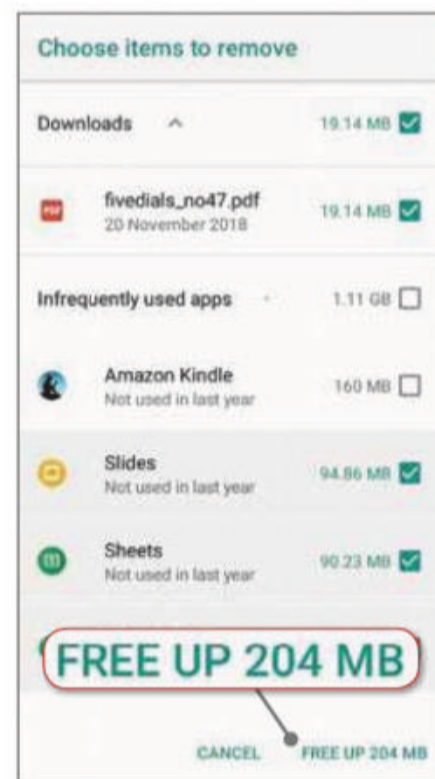 Choose items to remove
Downloads 19.14 MB
PDF
fivedials_no47.pdf 19.14 MB
20 November 2018
Infrequently used apps 1.11 GB
Amazon Kindle 160 MB
Not used in last year
Slides 94.86 MB
Not used in last year
Sheets 90.23 MB
Not used in last year
FREE UP 204 MB
CANCEL FREE UP 204 MB